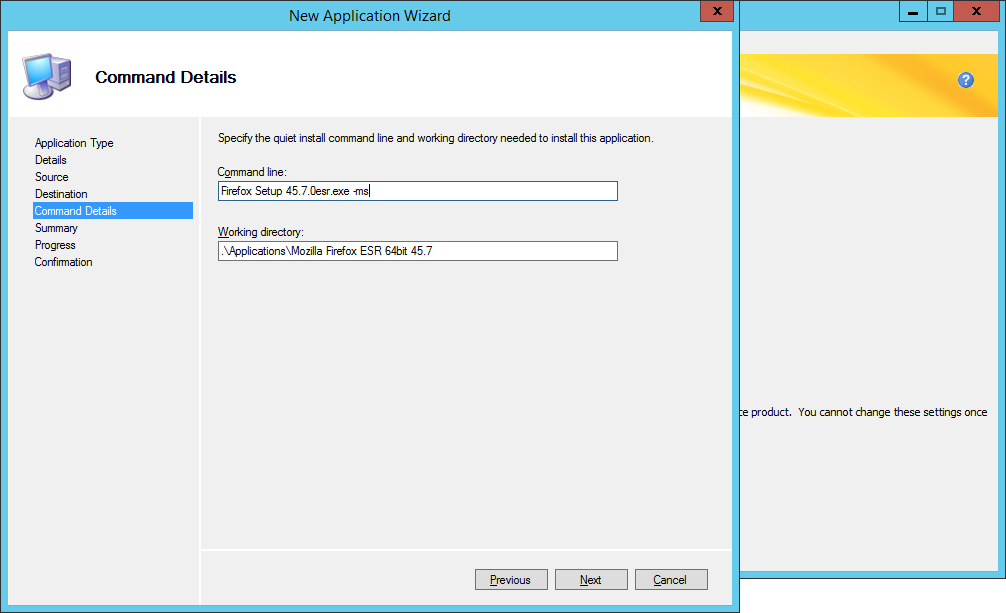 New Application Wizard
Command Details
Application Type
Details
Source
Destination
Command Details
Summary
Progress
Confirmation
Specify the quiet install command line and working directory needed to install this application.
Command line:
Firefox Setup 45.7.0esr.exe -ms
Working directory:
.\Applications\Mozilla Firefox ESR 64bit 45.7
Previous
Next
Cancel
?
ce product.  You cannot change these settings once